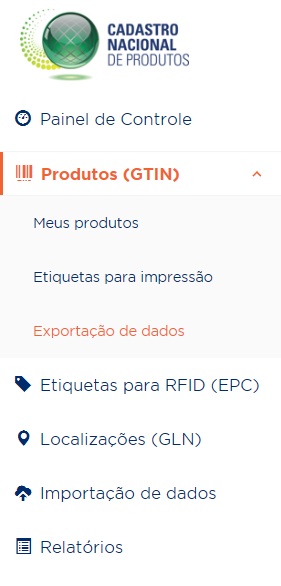 CADASTRO
NACIONAL
DE PRODUTOS
Painel de Controle
Produtos (GTIN)
Meus produtos
Etiquetas para impressão
Exportação de dados
Etiquetas para RFID (EPC)
Localizações (GLN)
Importação de dados
Relatórios